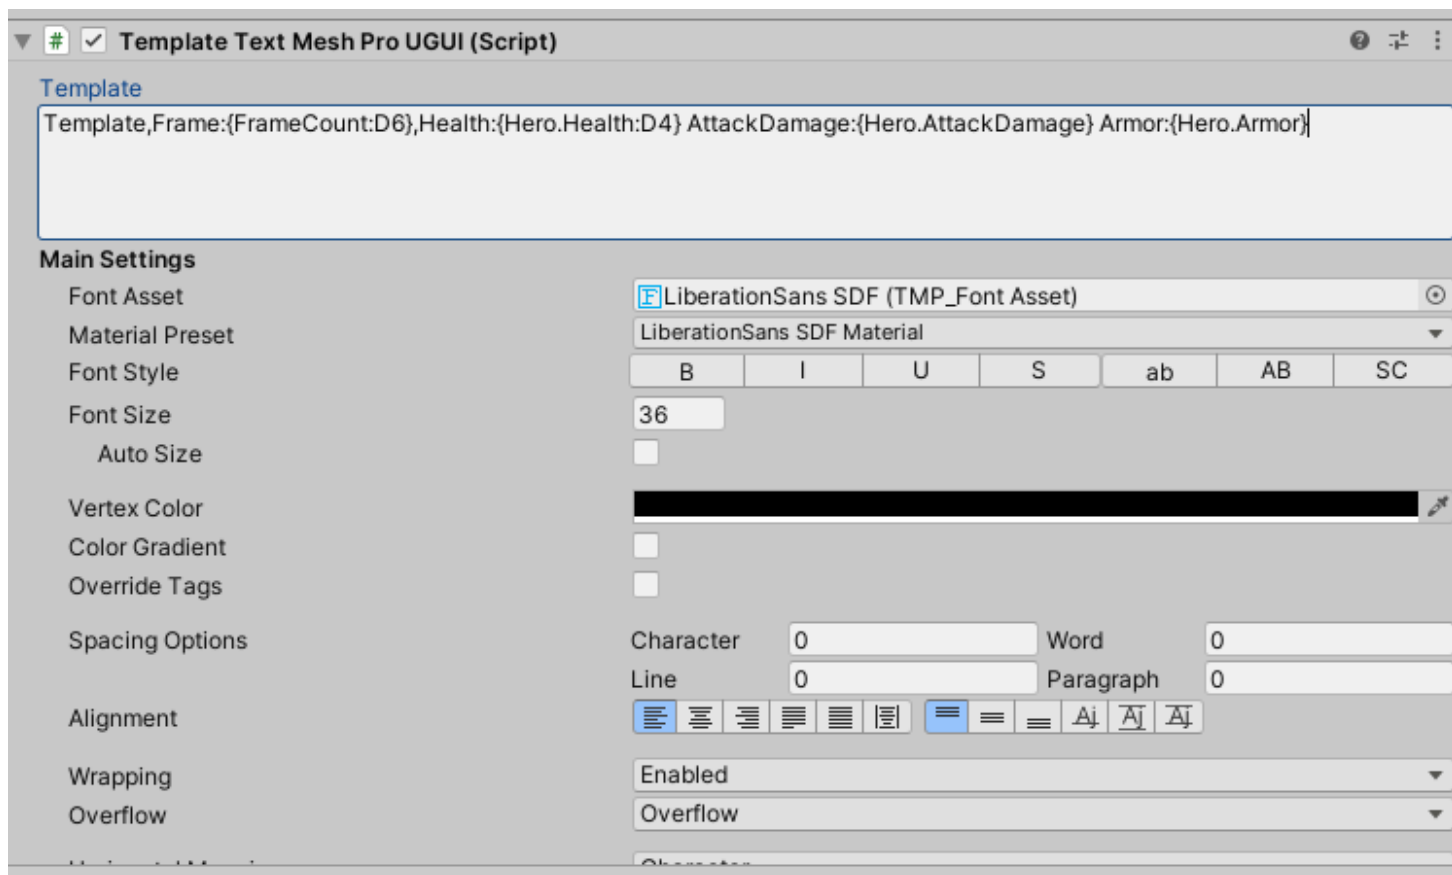 # Template Text Mesh Pro UGUI (Script)
Template
Template,Frame:{FrameCount:D6},Health:{Hero.Health:D4} AttackDamage:{Hero.AttackDamage} Armor:{Hero.Armor}
Main Settings
Font Asset F LiberationSans SDF (TMP_Font Asset)
Material Preset LiberationSans SDF Material
Font Style B I U S ab AB SC
Font Size 36
Auto Size
Vertex Color
Color Gradient
Override Tags
Spacing Options Character 0 Word 0
Line 0 Paragraph 0
Alignment
Wrapping Enabled
Overflow Overflow